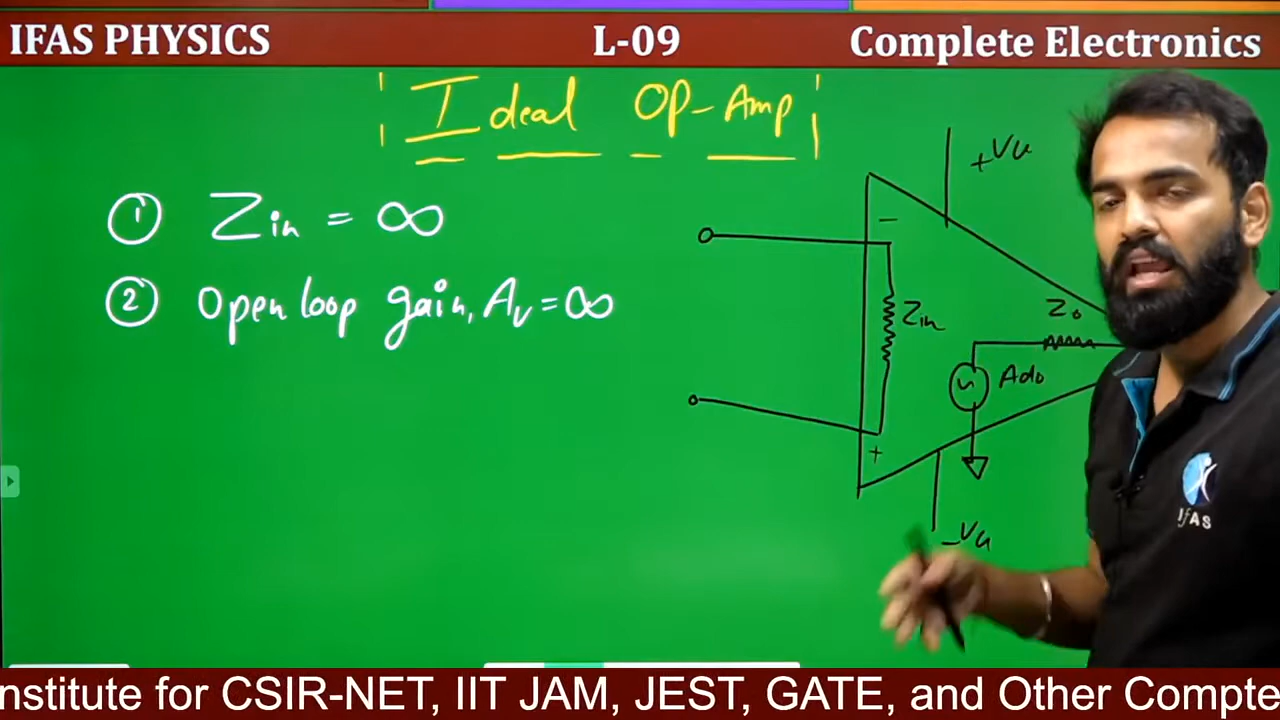 IFAS PHYSICS
L-09
Complete Electronics
Ideal OP-Amp
① Zin = ∞
② Open loop gain, Av = ∞
+Vcc
-
Zin
Zo
~
+
-Vcc
IfAS
nstitute for CSIR-NET, IIT JAM, JEST, GATE, and Other Compte